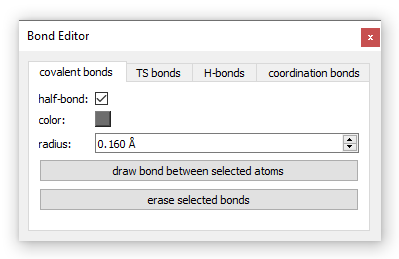 Bond Editor
x
covalent bonds TS bonds H-bonds coordination bonds
half-bond:
color:
radius: 0.160 Å
draw bond between selected atoms
erase selected bonds